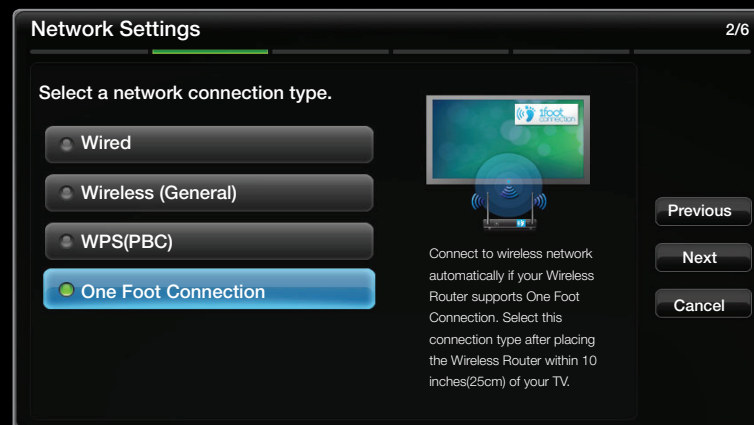 Network Settings
2/6
Select a network connection type.
Wired
Wireless (General)
WPS(PBC)
One Foot Connection
1foot
connection
Connect to wireless network
automatically if your Wireless
Router supports One Foot
Connection. Select this
connection type after placing
the Wireless Router within 10
inches(25cm) of your TV.
Previous
Next
Cancel